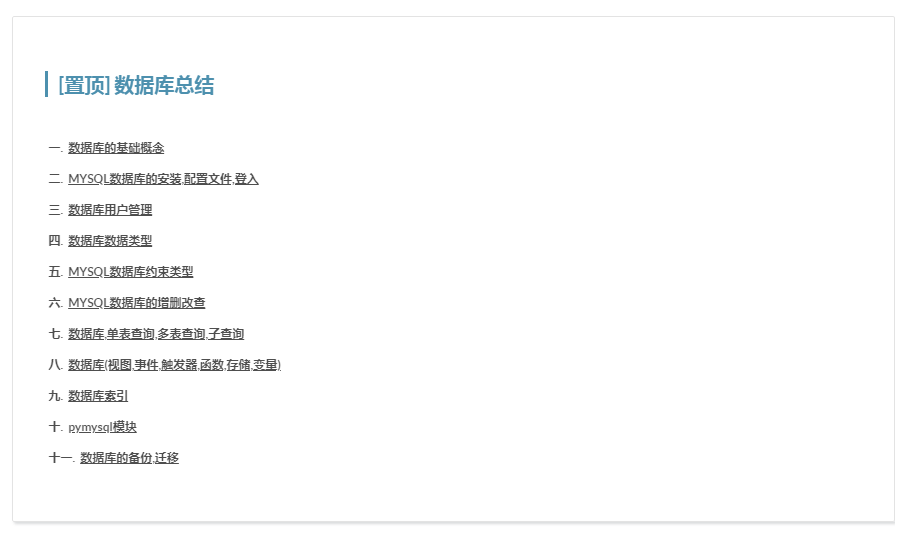 [置顶] 数据库总结
一. 数据库的基础概念
二. MYSQL数据库的安装,配置文件,登入
三. 数据库用户管理
四. 数据库数据类型
五. MYSQL数据库约束类型
六. MYSQL数据库的增删改查
七. 数据库,单表查询,多表查询,子查询
八. 数据库(视图,事件,触发器,函数,存储,变量)
九. 数据库索引
十. pymysql模块
十一. 数据库的备份,迁移